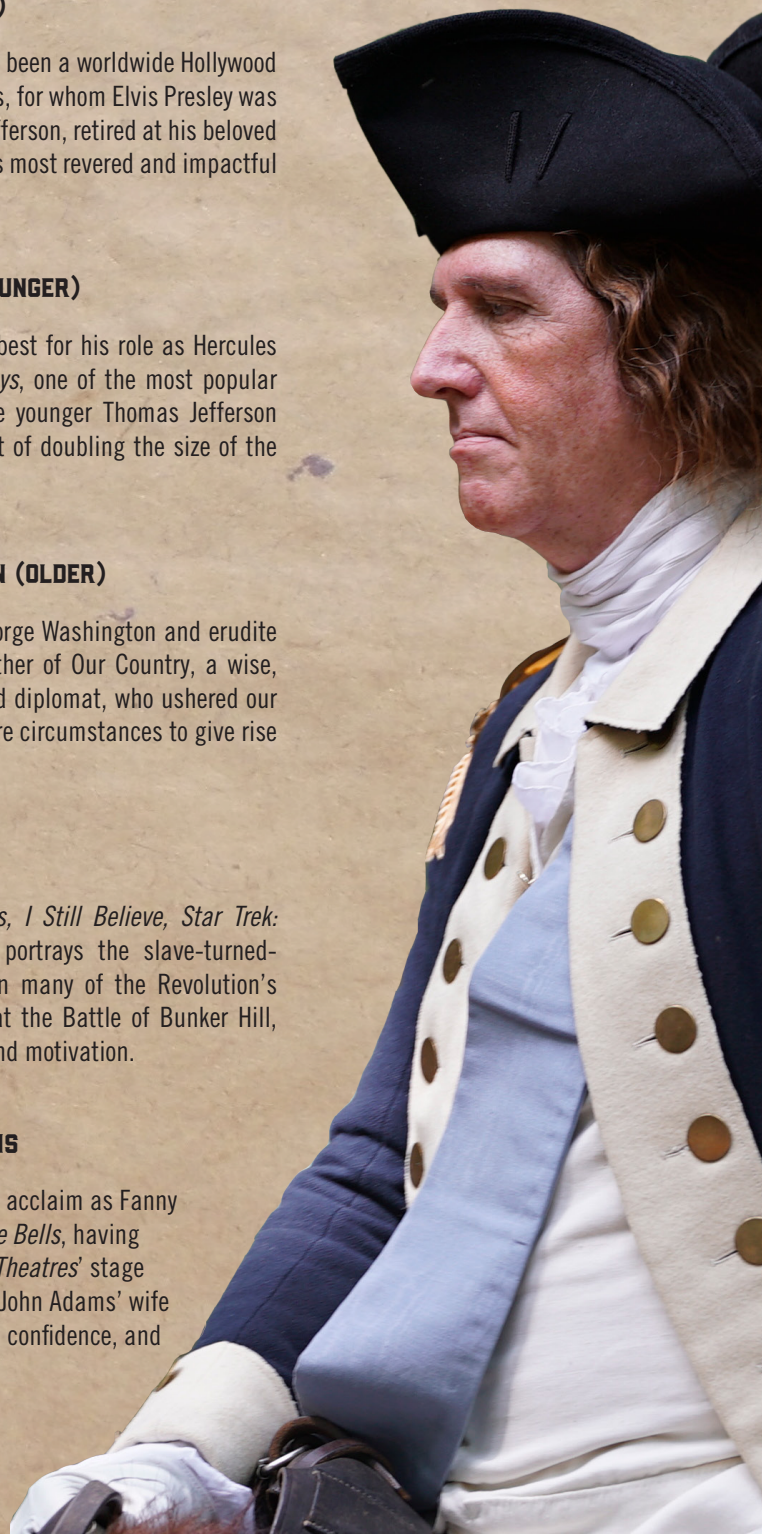 )
been a worldwide Hollywood
s, for whom Elvis Presley was
fferson, retired at his beloved
s most revered and impactful
UNGER)
best for his role as Hercules
ys, one of the most popular
e younger Thomas Jefferson
t of doubling the size of the
N (OLDER)
orge Washington and erudite
ther of Our Country, a wise,
d diplomat, who ushered our
re circumstances to give rise
s, I Still Believe, Star Trek:
portrays the slave-turned-
n many of the Revolution’s
at the Battle of Bunker Hill,
nd motivation.
MS
acclaim as Fanny
e Bells, having
Theatres’ stage
John Adams’ wife
confidence, and